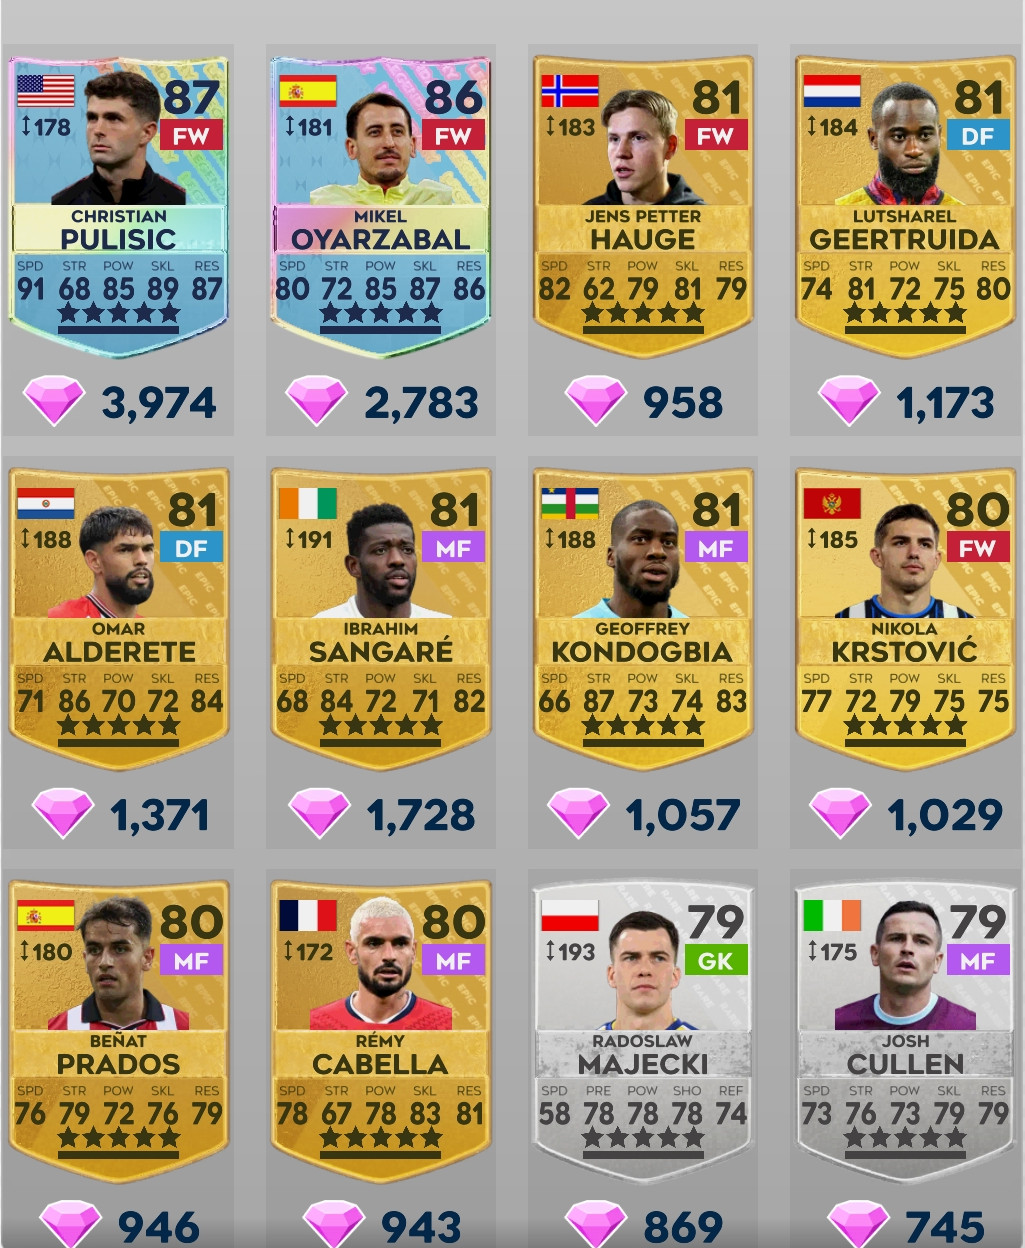 87
178
FW
CHRISTIAN
PULISIC
SPD STR POW SKL RES
91 68 85 89 87
3,974
86
181
FW
MIKEL
OYARZABAL
SPD STR POW SKL RES
80 72 85 87 86
2,783
81
183
FW
JENS PETTER
HAUGE
SPD STR POW SKL RES
82 62 79 81 79
958
81
184
DF
LUTSHAREL
GEERTRUIDA
SPD STR POW SKL RES
74 81 72 75 80
1,173
81
188
DF
OMAR
ALDERETE
SPD STR POW SKL RES
71 86 70 72 84
1,371
81
191
MF
IBRAHIM
SANGARÉ
SPD STR POW SKL RES
68 84 72 71 82
1,728
81
188
MF
GEOFFREY
KONDOGBIA
SPD STR POW SKL RES
66 87 73 74 83
1,057
80
185
FW
NIKOLA
KRSTOVIĆ
SPD STR POW SKL RES
77 72 79 75 75
1,029
80
180
MF
BEÑAT
PRADOS
SPD STR POW SKL RES
76 79 72 76 79
946
80
172
MF
RÉMY
CABELLA
SPD STR POW SKL RES
78 67 78 83 81
943
79
193
GK
RADOSLAW
MAJECKI
SPD PRE POW SHO REF
58 78 78 78 74
869
79
175
MF
JOSH
CULLEN
SPD STR POW SKL RES
73 76 73 79 79
745